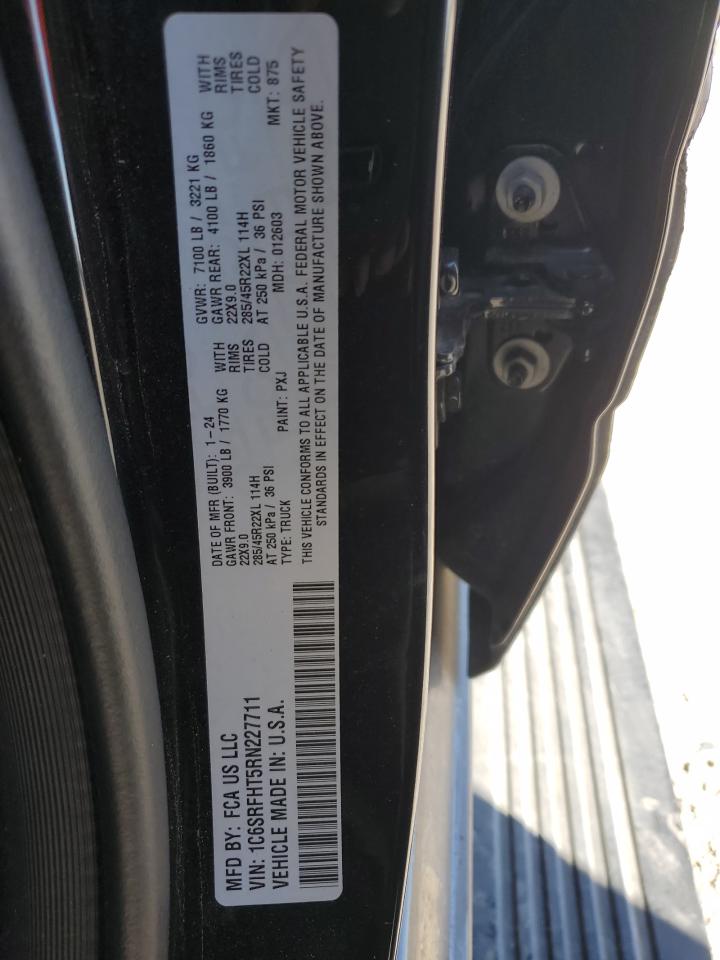 MFD BY: FCA US LLC
VIN: 1C6SRFHT5RN227711
VEHICLE MADE IN: U.S.A.
DATE OF MFR (BUILT): 1-24 GVWR: 7100 LB / 3221 KG
GAWR FRONT: 3900 LB / 1770 KG WITH GAWR REAR: 4100 LB / 1860 KG WITH
22X9.0 RIMS 22X9.0 RIMS
285/45R22XL 114H TIRES 285/45R22XL 114H TIRES
AT 250 kPa / 36 PSI COLD AT 250 kPa / 36 PSI COLD
TYPE: TRUCK PAINT: PXJ MDH: 012603 MKT: 875
THIS VEHICLE CONFORMS TO ALL APPLICABLE U.S.A. FEDERAL MOTOR VEHICLE SAFETY
STANDARDS IN EFFECT ON THE DATE OF MANUFACTURE SHOWN ABOVE.